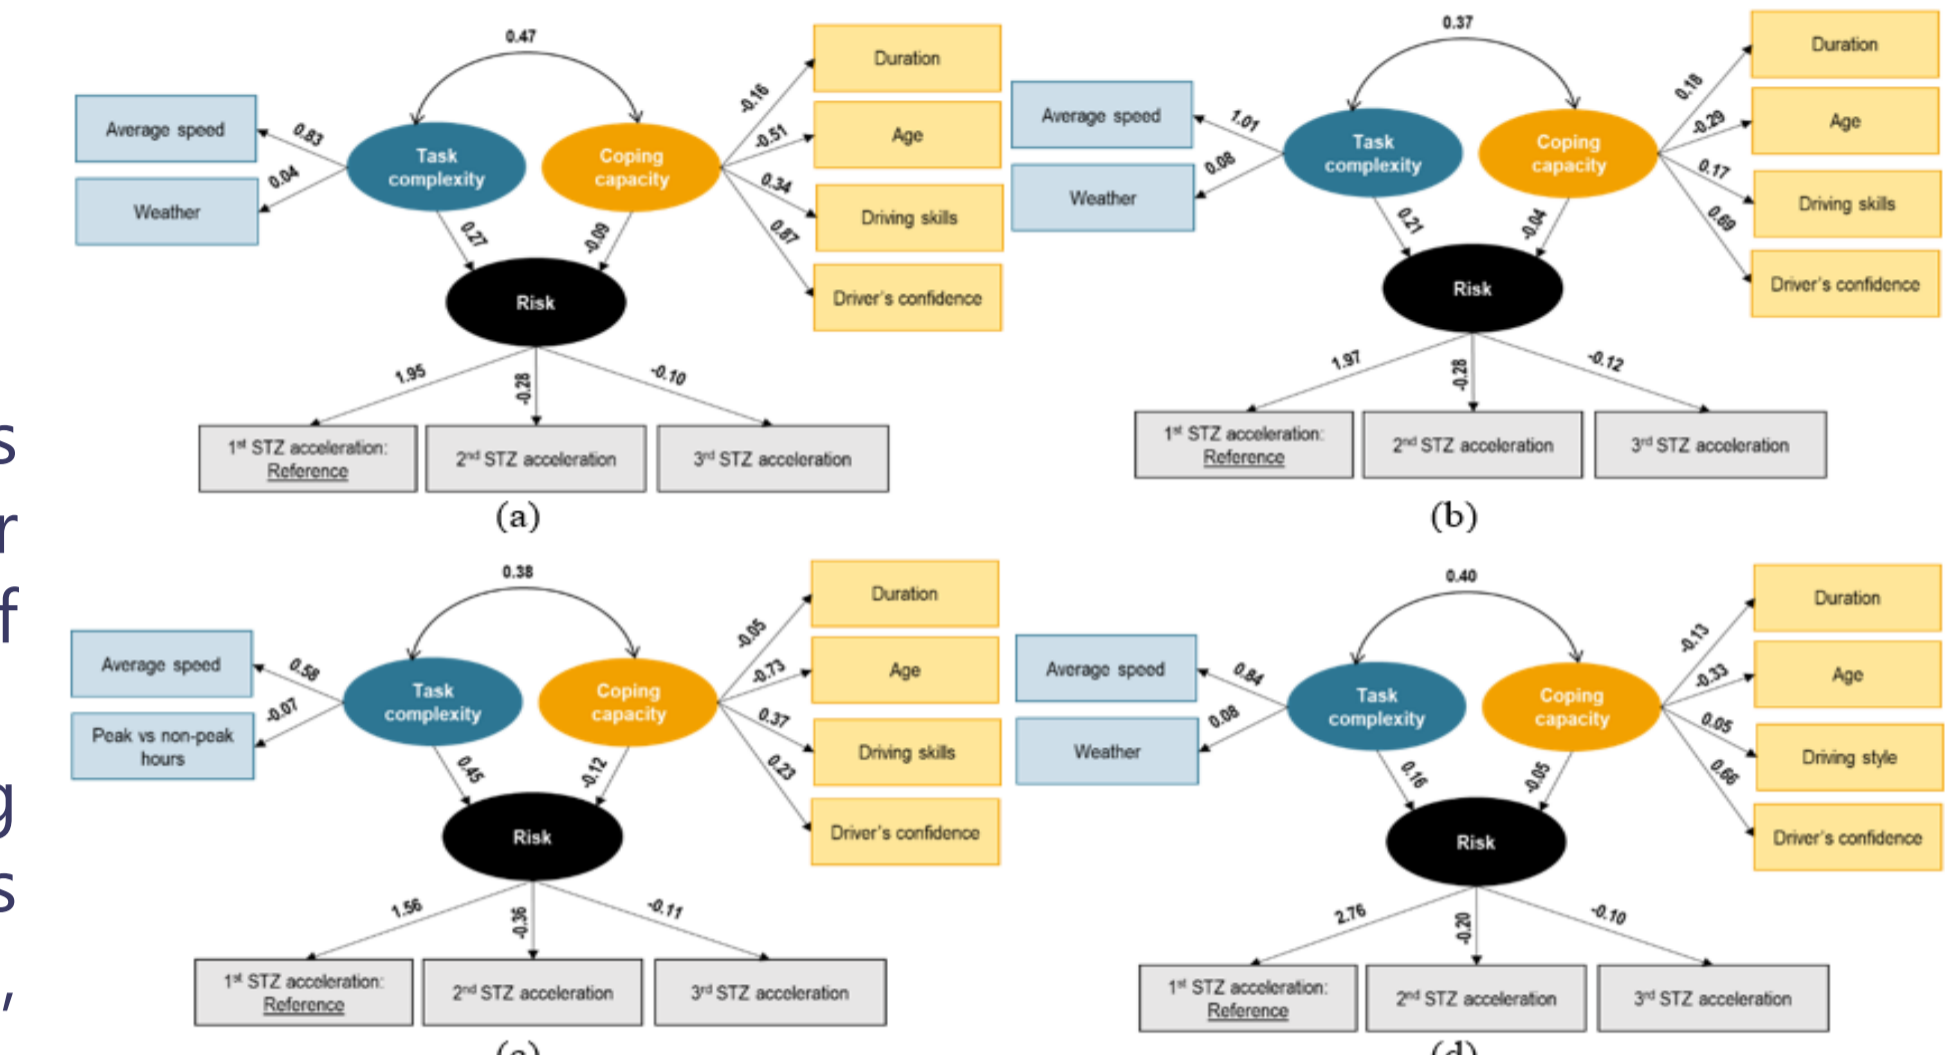 0.47
Duration
-0.16
Average speed
0.83
Age
-0.51
Task
complexity
Coping
capacity
0.04
Weather
0.34
Driving skills
0.87
Driver's confidence
0.27
-0.09
Risk
1.95
-0.28
-0.10
1st STZ acceleration:
Reference
2nd STZ acceleration
3rd STZ acceleration
(a)
0.37
Duration
0.18
Average speed
1.01
Age
-0.29
Task
complexity
Coping
capacity
0.08
Weather
0.17
Driving skills
0.69
Driver's confidence
0.21
-0.04
Risk
1.97
-0.28
-0.12
1st STZ acceleration:
Reference
2nd STZ acceleration
3rd STZ acceleration
(b)
0.38
Duration
-0.05
Average speed
0.58
Age
-0.73
Task
complexity
Coping
capacity
-0.07
Peak vs non-peak
hours
0.37
Driving skills
0.23
Driver's confidence
0.45
-0.12
Risk
1.56
-0.36
-0.11
1st STZ acceleration:
Reference
2nd STZ acceleration
3rd STZ acceleration
(c)
0.40
Duration
-0.13
Average speed
0.84
Age
-0.33
Task
complexity
Coping
capacity
0.08
Weather
0.05
Driving style
0.66
Driver's confidence
0.16
-0.05
Risk
2.76
-0.20
-0.10
1st STZ acceleration:
Reference
2nd STZ acceleration
3rd STZ acceleration
(d)
s
r
f
g
s
,